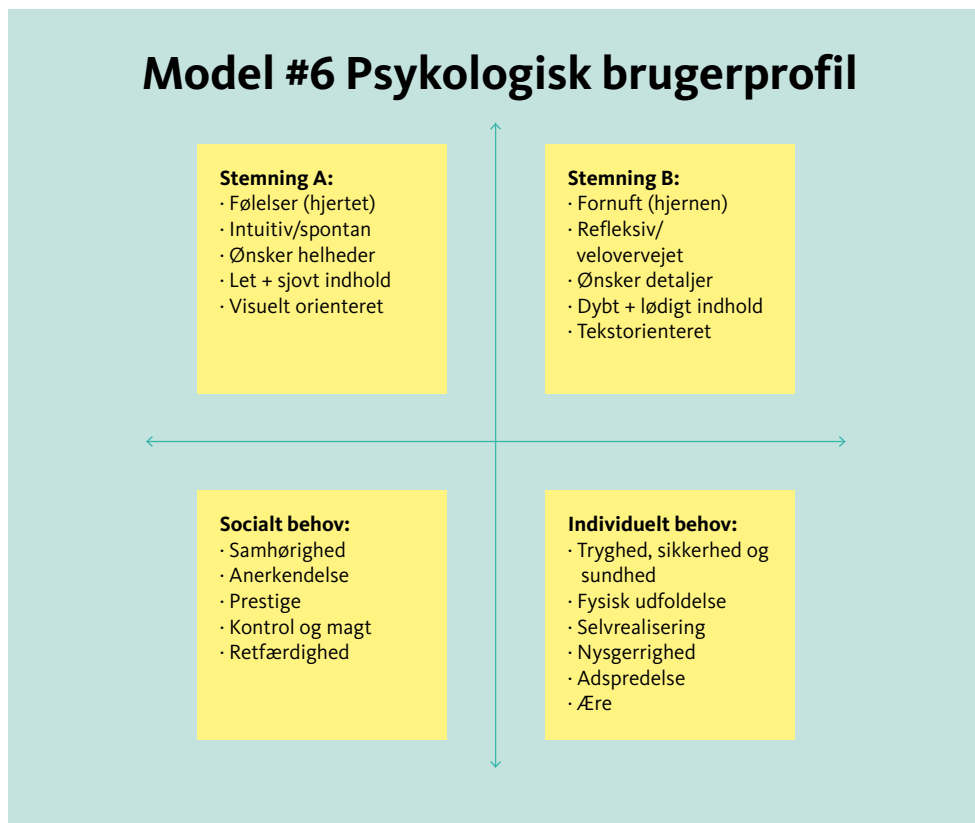 Model #6 Psykologisk brugerprofil
Stemning A:
· Følelser (hjertet)
· Intuitiv/spontan
· Ønsker helheder
· Let + sjovt indhold
· Visuelt orienteret
Stemning B:
· Fornuft (hjernen)
· Refleksiv/
velovervejet
· Ønsker detaljer
· Dybt + lødigt indhold
· Tekstorienteret
Socialt behov:
· Samhørighed
· Anerkendelse
· Prestige
· Kontrol og magt
· Retfærdighed
Individuelt behov:
· Tryghed, sikkerhed og
sundhed
· Fysisk udfoldelse
· Selvrealisering
· Nysgerrighed
· Adspredelse
· Ære